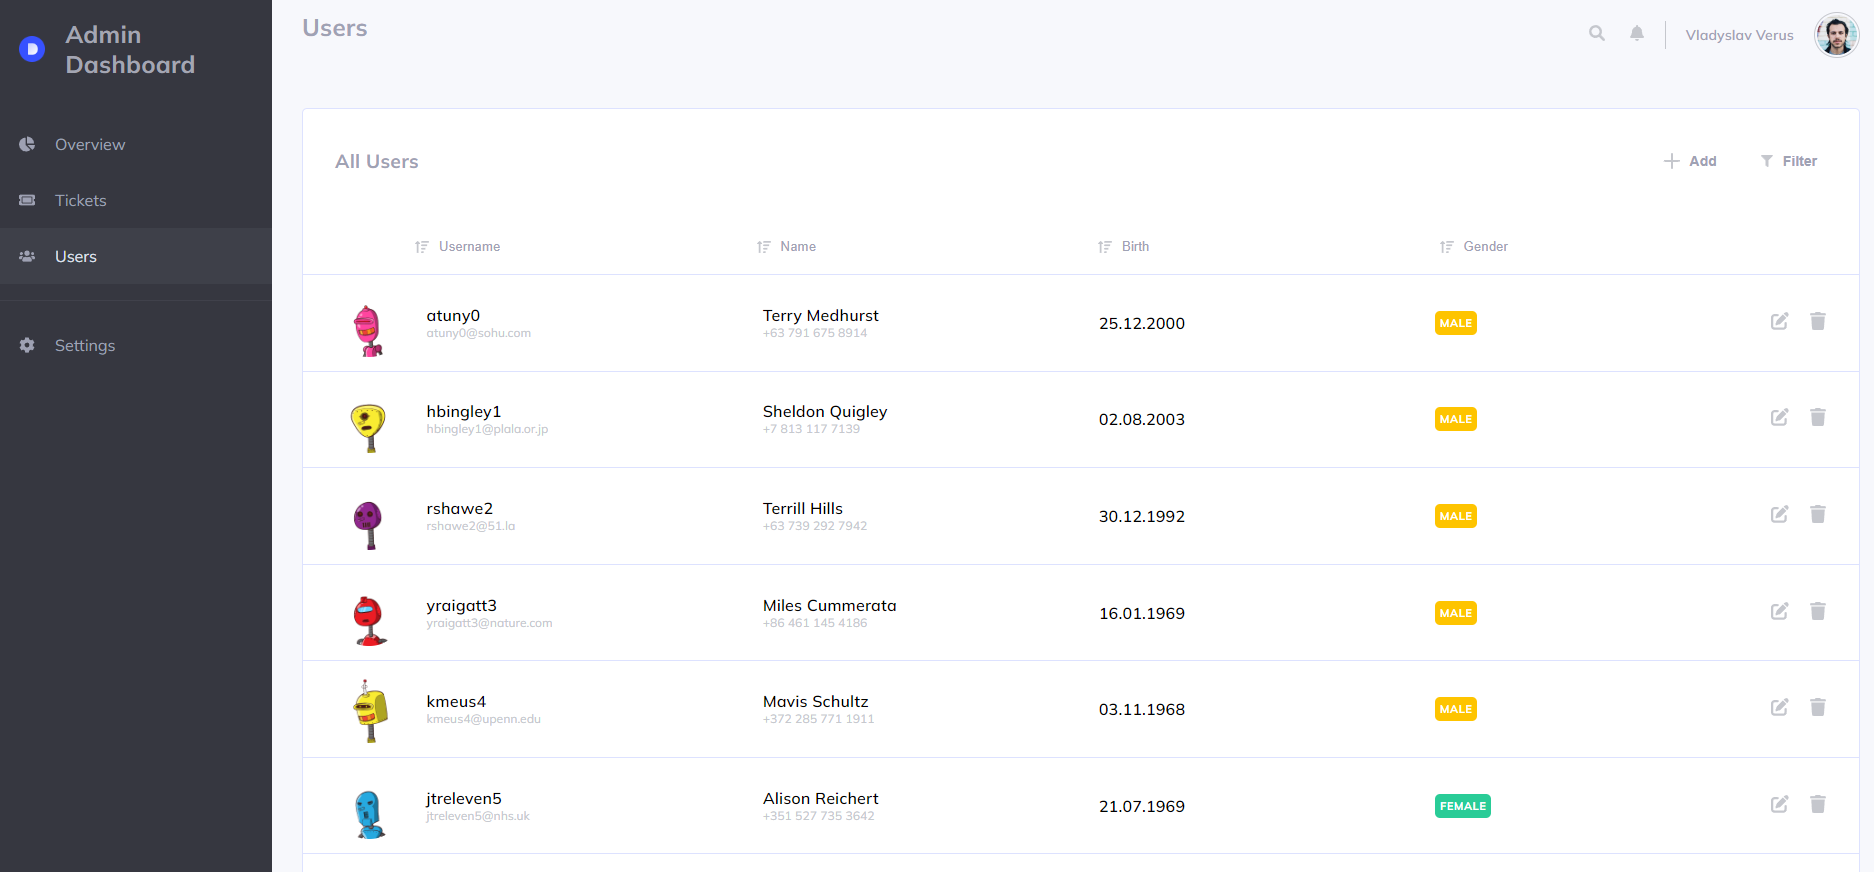 Admin
Dashboard
Overview
Tickets
Users
Settings
Users
Vladyslav Verus
All Users
Add
Filter
Username
Name
Birth
Gender
atuny0
atuny0@sohu.com
Terry Medhurst
+63 791 675 8914
25.12.2000
MALE
hbingley1
hbingley1@plala.or.jp
Sheldon Quigley
+7 813 117 7139
02.08.2003
MALE
rshawe2
rshawe2@51.la
Terrill Hills
+63 739 292 7942
30.12.1992
MALE
yraigatt3
yraigatt3@nature.com
Miles Cummerata
+86 461 145 4186
16.01.1969
MALE
kmeus4
kmeus4@upenn.edu
Mavis Schultz
+372 285 771 1911
03.11.1968
MALE
jtreleven5
jtreleven5@nhs.uk
Alison Reichert
+351 527 735 3642
21.07.1969
FEMALE